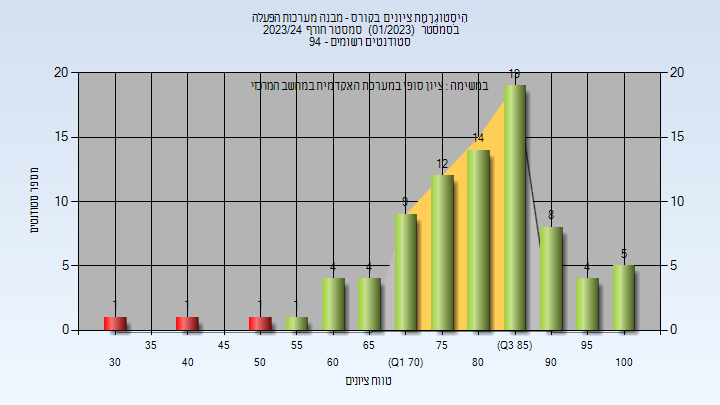 היסטוגרמת ציונים בקורס - מבנה מערכות הפעלה
בסמסטר (01/2023) סמסטר חורף 2023/24
סטודנטים רשומים - 94
במשימה : ציון סופי במערכת האקדמית במחשב המרכזי
מספר סטודנטים
20 20
15 15
10 10
5 5
0 0
1 1 1 1 4 4 9 12 14 19 8 4 5
35 45 55 65 75 (Q3 85) 95
30 40 50 60 (Q1 70) 80 90 100
טווח ציונים